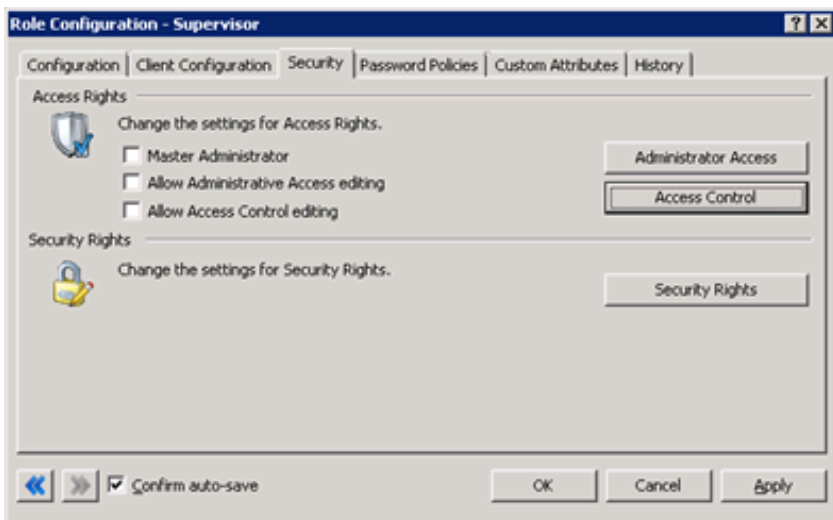 Role Configuration - Supervisor
Configuration
Client Configuration
Security
Password Policies
Custom Attributes
History
Access Rights
Change the settings for Access Rights.
Master Administrator
Administrator Access
Allow Administrative Access editing
Access Control
Allow Access Control editing
Security Rights
Change the settings for Security Rights.
Security Rights
Confirm auto-save
OK
Cancel
Apply